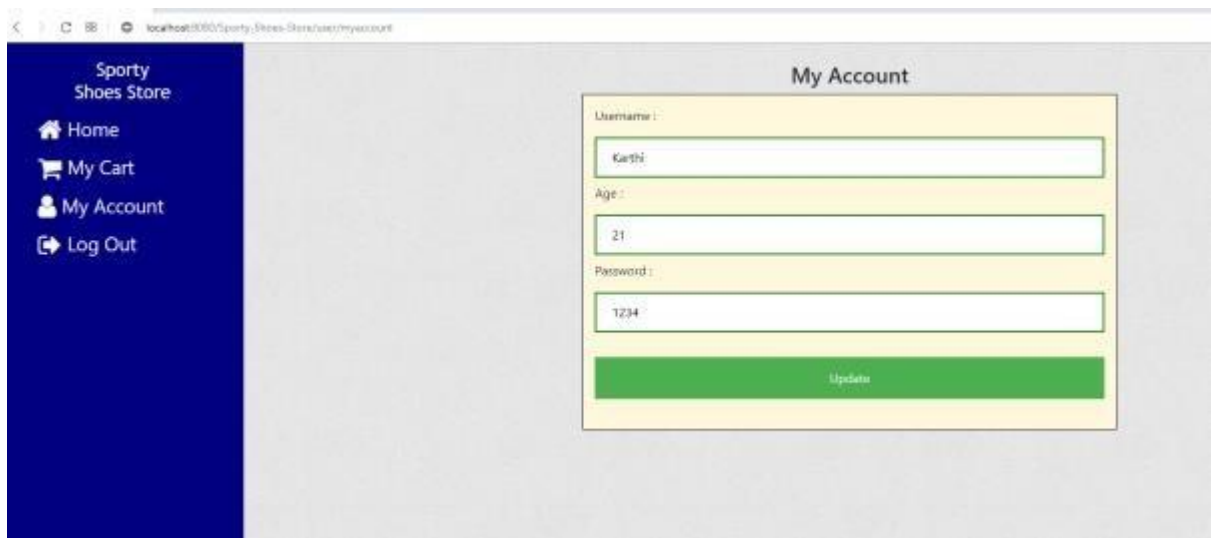 localhost:8080/Sporty-Shoes-Store/user/myaccount
Sporty
Shoes Store
Home
My Cart
My Account
Log Out
My Account
Username :
Karthi
Age :
21
Password :
1234
Update